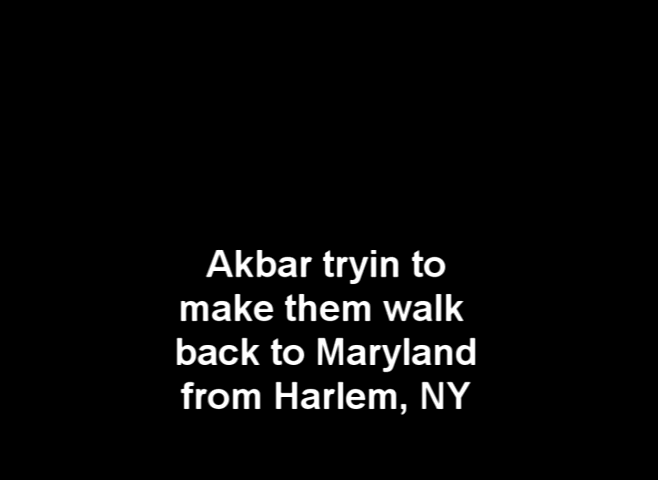 Akbar tryin to
make them walk
back to Maryland
from Harlem, NY